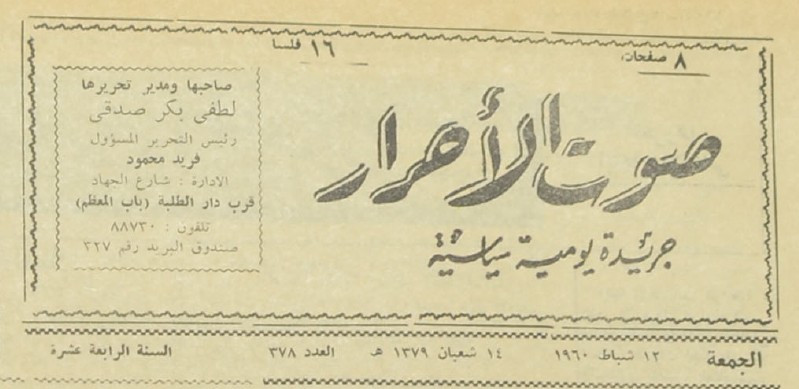 ٨ صفحات
١٦ فلسا
صوت الأحرار
جريدة يومية سياسية
صاحبها ومدير تحريرها
لطفي بكر صدقي
رئيس التحرير المسؤول
فريد محمود
الادارة : شارع الجهاد
قرب دار الطلبة (باب المعظم)
تلفون : ٨٨٧٣٠
صندوق البريد رقم ٣٢٧
الجمعة ١٢ شباط ١٩٦٠ ١٤ شعبان ١٣٧٩ هـ العدد ٣٧٨ السنة الرابعة عشرة